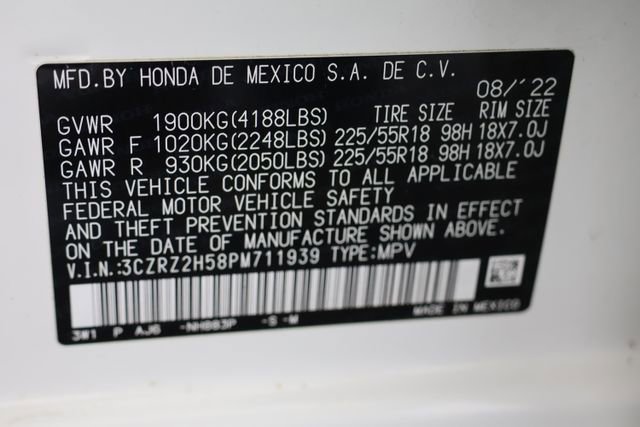 MFD.BY HONDA DE MEXICO S.A. DE C.V.
08/'22
GVWR 1900KG(4188LBS) TIRE SIZE RIM SIZE
GAWR F 1020KG(2248LBS) 225/55R18 98H 18X7.0J
GAWR R 930KG(2050LBS) 225/55R18 98H 18X7.0J
THIS VEHICLE CONFORMS TO ALL APPLICABLE
FEDERAL MOTOR VEHICLE SAFETY
AND THEFT PREVENTION STANDARDS IN EFFECT
ON THE DATE OF MANUFACTURE SHOWN ABOVE.
V.I.N.:3CZRZ2H58PM711939 TYPE:MPV
3W1 P AJ6 -NH883P -S -M MADE IN MEXICO